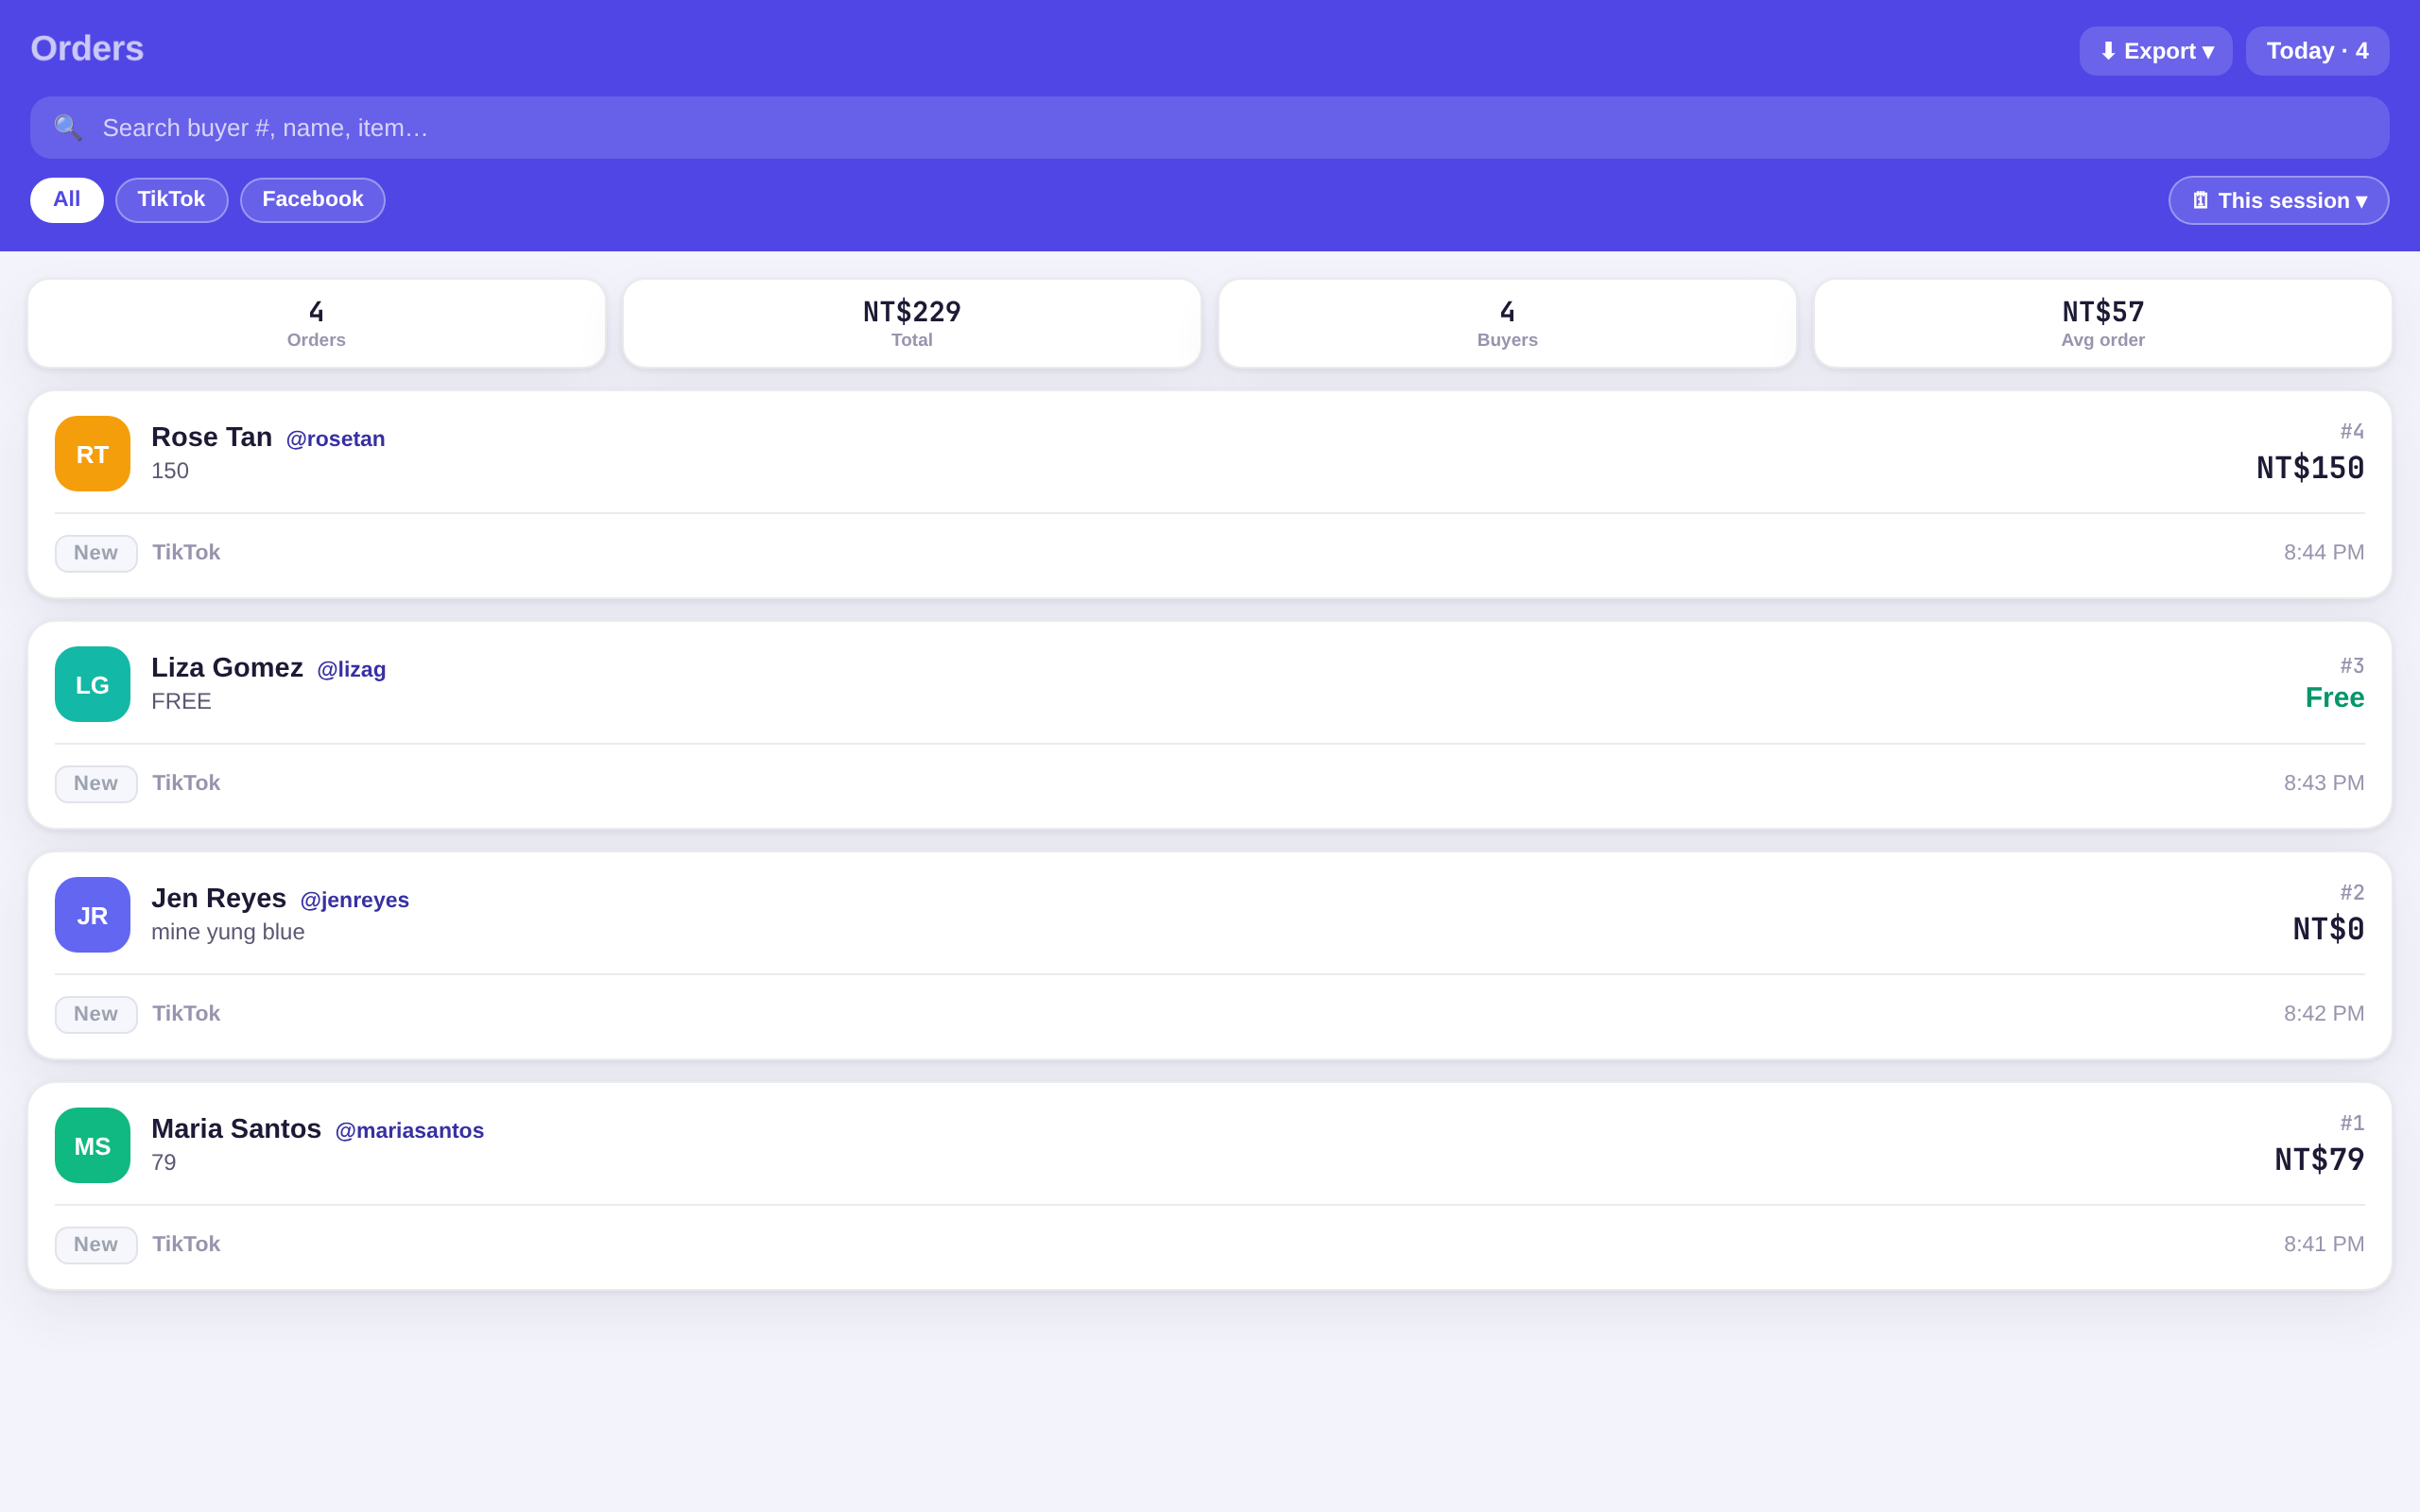 Orders
⬇ Export ▾
Today · 4
🔍 Search buyer #, name, item…
All
TikTok
Facebook
🗓 This session ▾
4
Orders
NT$229
Total
4
Buyers
NT$57
Avg order
RT
Rose Tan @rosetan
150
#4
NT$150
New TikTok
8:44 PM
LG
Liza Gomez @lizag
FREE
#3
Free
New TikTok
8:43 PM
JR
Jen Reyes @jenreyes
mine yung blue
#2
NT$0
New TikTok
8:42 PM
MS
Maria Santos @mariasantos
79
#1
NT$79
New TikTok
8:41 PM